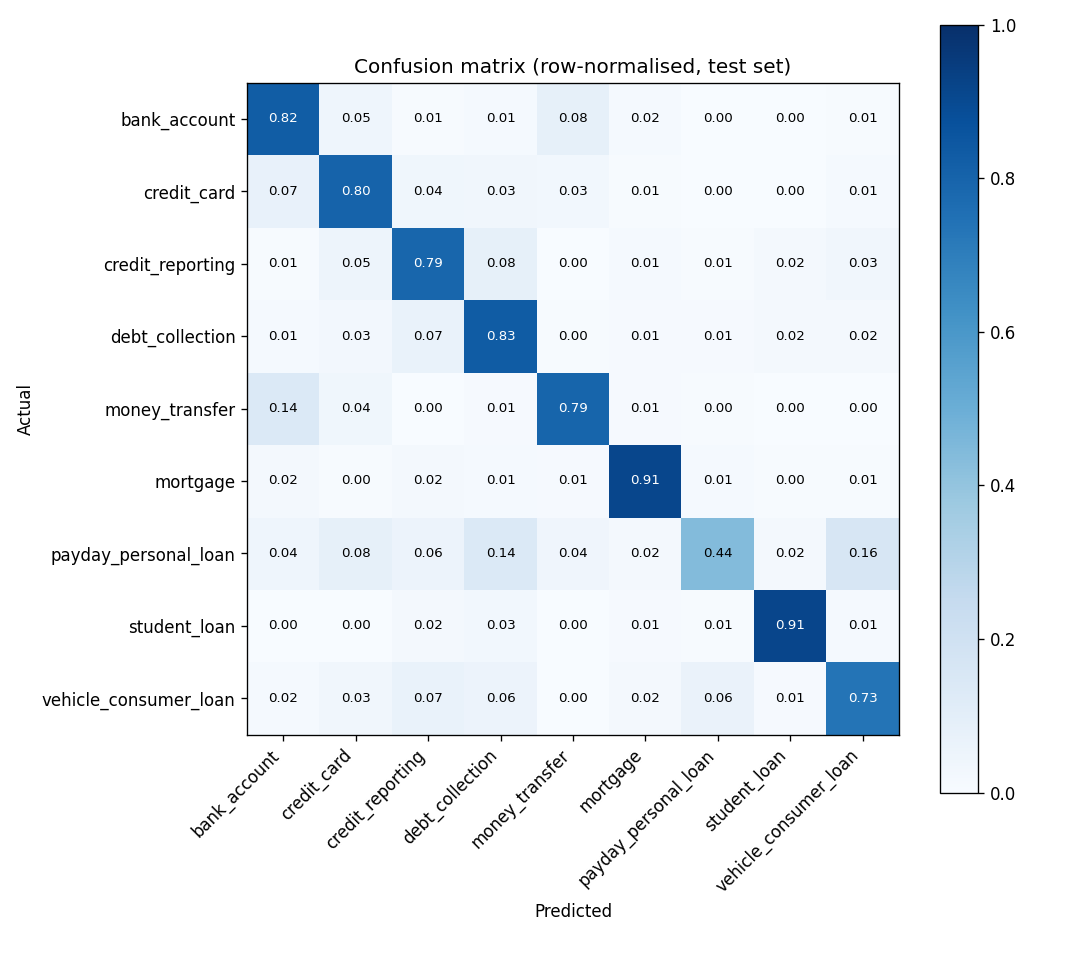 Confusion matrix (row-normalised, test set)
1.0
0.8
0.6
0.4
0.2
0.0
Actual
bank_account 0.82 0.05 0.01 0.01 0.08 0.02 0.00 0.00 0.01
credit_card 0.07 0.80 0.04 0.03 0.03 0.01 0.00 0.00 0.01
credit_reporting 0.01 0.05 0.79 0.08 0.00 0.01 0.01 0.02 0.03
debt_collection 0.01 0.03 0.07 0.83 0.00 0.01 0.01 0.02 0.02
money_transfer 0.14 0.04 0.00 0.01 0.79 0.01 0.00 0.00 0.00
mortgage 0.02 0.00 0.02 0.01 0.01 0.91 0.01 0.00 0.01
payday_personal_loan 0.04 0.08 0.06 0.14 0.04 0.02 0.44 0.02 0.16
student_loan 0.00 0.00 0.02 0.03 0.00 0.01 0.01 0.91 0.01
vehicle_consumer_loan 0.02 0.03 0.07 0.06 0.00 0.02 0.06 0.01 0.73
bank_account credit_card credit_reporting debt_collection money_transfer mortgage payday_personal_loan student_loan vehicle_consumer_loan
Predicted